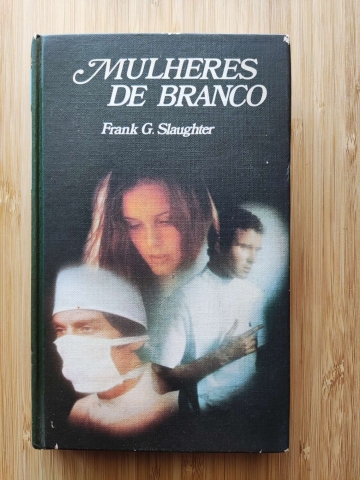 MULHERES
DE BRANCO
Frank G. Slaughter